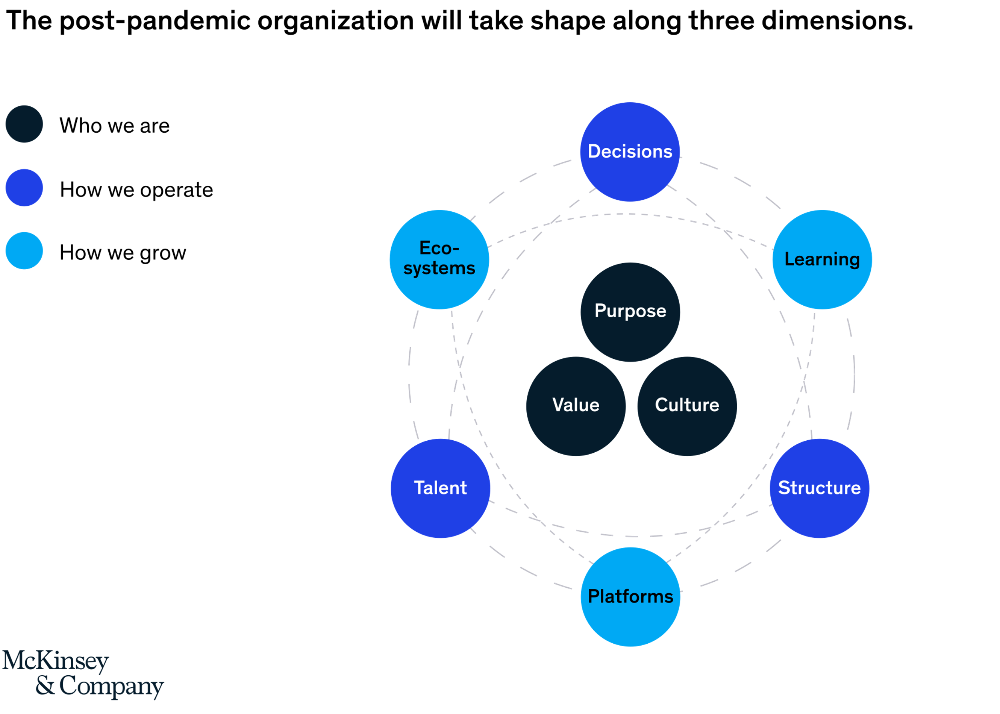 The post-pandemic organization will take shape along three dimensions.
Who we are
How we operate
How we grow
Decisions
Eco-
systems
Learning
Purpose
Value
Culture
Talent
Structure
Platforms
McKinsey
& Company